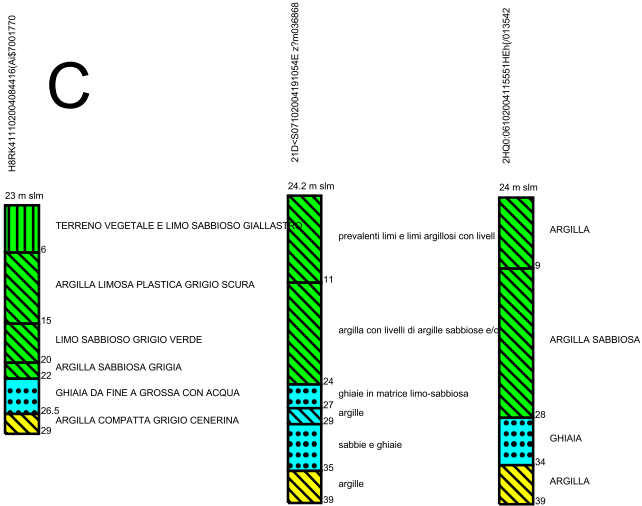 H8RK411102004084416(Ai$7001770
C
23 m slm
TERRENO VEGETALE E LIMO SABBIOSO GIALLASTRO
6
ARGILLA LIMOSA PLASTICA GRIGIO SCURA
15
LIMO SABBIOSO GRIGIO VERDE
20
ARGILLA SABBIOSA GRIGIA
22
GHIAIA DA FINE A GROSSA CON ACQUA
26.5
ARGILLA COMPATTA GRIGIO CENERINA
29
21D<S07102004191054E z?m036868
24.2 m slm
prevalenti limi e limi argillosi con livell
11
argilla con livelli di argille sabbiose e/o
24
ghiaie in matrice limo-sabbiosa
27
argille
29
sabbie e ghiaie
35
argille
39
2HQ0:06102004115551HEh(/013542
24 m slm
ARGILLA
9
ARGILLA SABBIOSA
28
GHIAIA
34
ARGILLA
39